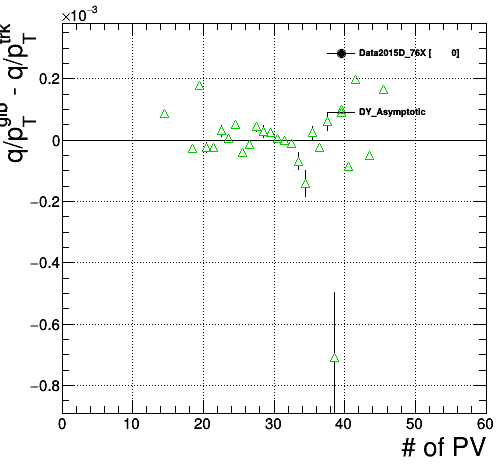 ×10⁻³
q/p_T^glb - q/p_T^trk
Data2015D_76X [ 0]
DY_Asymptotic
0.2
0
−0.2
−0.4
−0.6
−0.8
0 10 20 30 40 50 60
# of PV